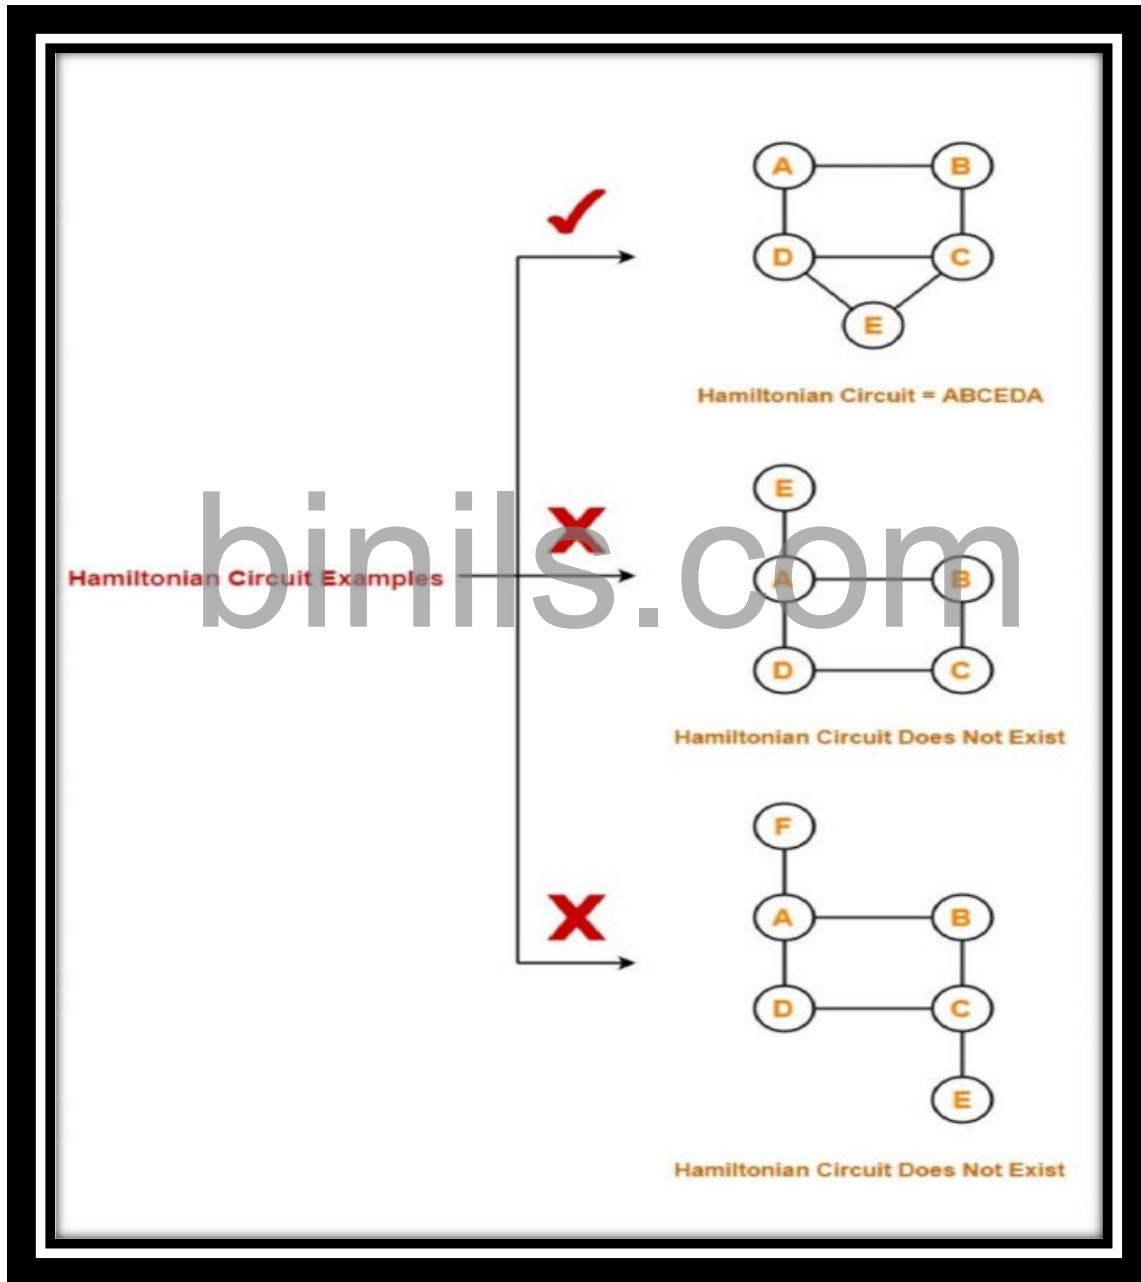 A B
D C
E
Hamiltonian Circuit = ABCEDA
E
Hamiltonian Circuit Examples
A B
D C
Hamiltonian Circuit Does Not Exist
F
A B
D C
E
Hamiltonian Circuit Does Not Exist
binils.com